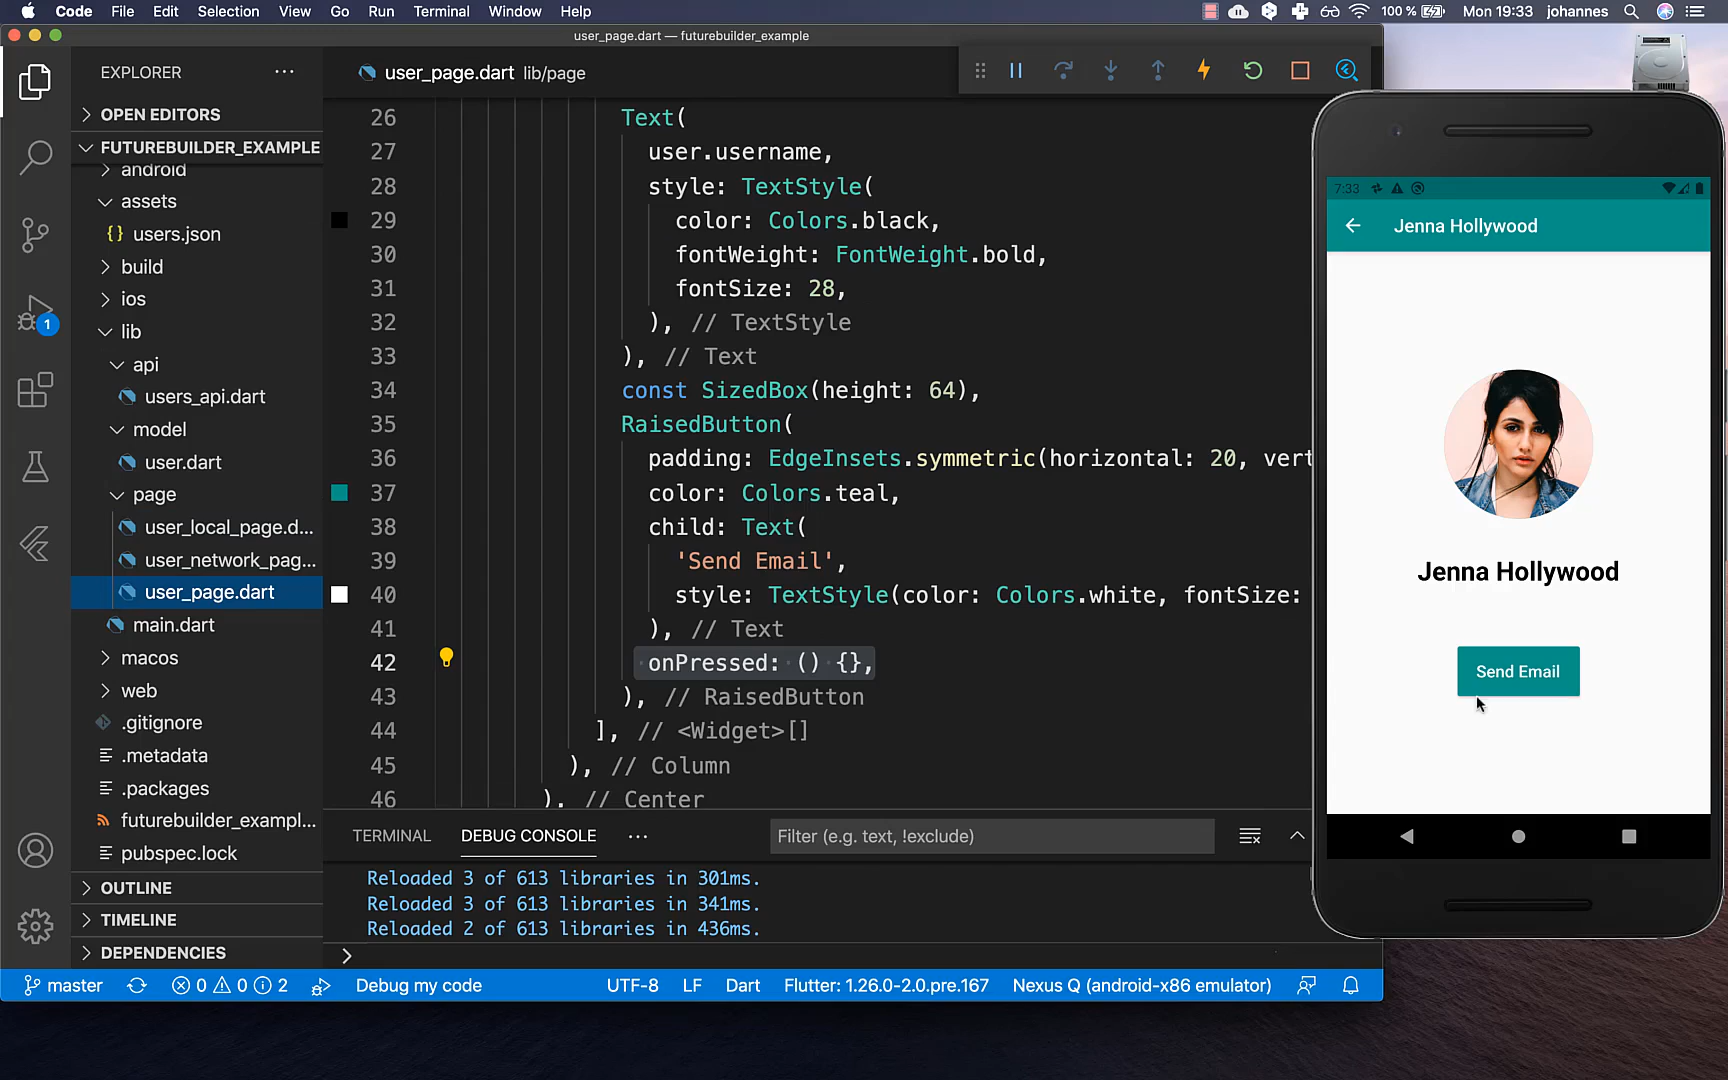 Code File Edit Selection View Go Run Terminal Window Help
100 % Mon 19:33 johannes
user_page.dart — futurebuilder_example
EXPLORER
OPEN EDITORS
FUTUREBUILDER_EXAMPLE
android
assets
{} users.json
build
ios
lib
api
users_api.dart
model
user.dart
page
user_local_page.d...
user_network_pag...
user_page.dart
main.dart
macos
web
.gitignore
.metadata
.packages
futurebuilder_exampl...
pubspec.lock
OUTLINE
TIMELINE
DEPENDENCIES
1
user_page.dart lib/page
26 Text(
27 user.username,
28 style: TextStyle(
29 color: Colors.black,
30 fontWeight: FontWeight.bold,
31 fontSize: 28,
32 ), // TextStyle
33 ), // Text
34 const SizedBox(height: 64),
35 RaisedButton(
36 padding: EdgeInsets.symmetric(horizontal: 20, vert
37 color: Colors.teal,
38 child: Text(
39 'Send Email',
40 style: TextStyle(color: Colors.white, fontSize:
41 ), // Text
42 onPressed: () {},
43 ), // RaisedButton
44 ], // <Widget>[]
45 ), // Column
46 ), // Center
TERMINAL DEBUG CONSOLE ··· Filter (e.g. text, !exclude)
Reloaded 3 of 613 libraries in 301ms.
Reloaded 3 of 613 libraries in 341ms.
Reloaded 2 of 613 libraries in 436ms.
master 0 0 2 Debug my code UTF-8 LF Dart Flutter: 1.26.0-2.0.pre.167 Nexus Q (android-x86 emulator)
7:33
Jenna Hollywood
Jenna Hollywood
Send Email